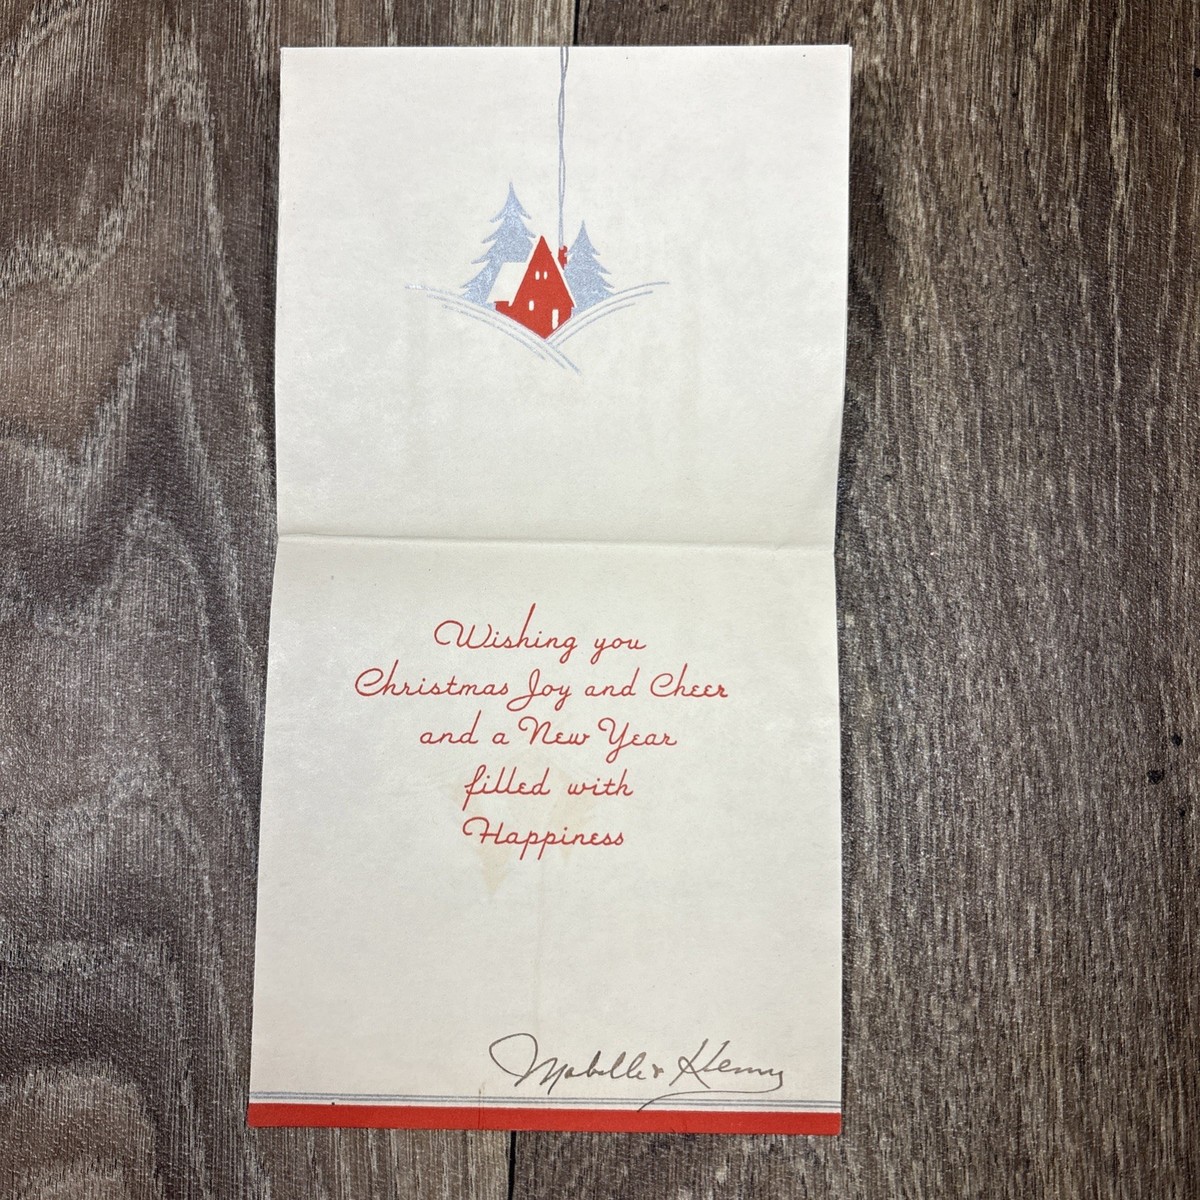 Wishing you
Christmas Joy and Cheer
and a New Year
filled with
Happiness
Mabelle & Henry